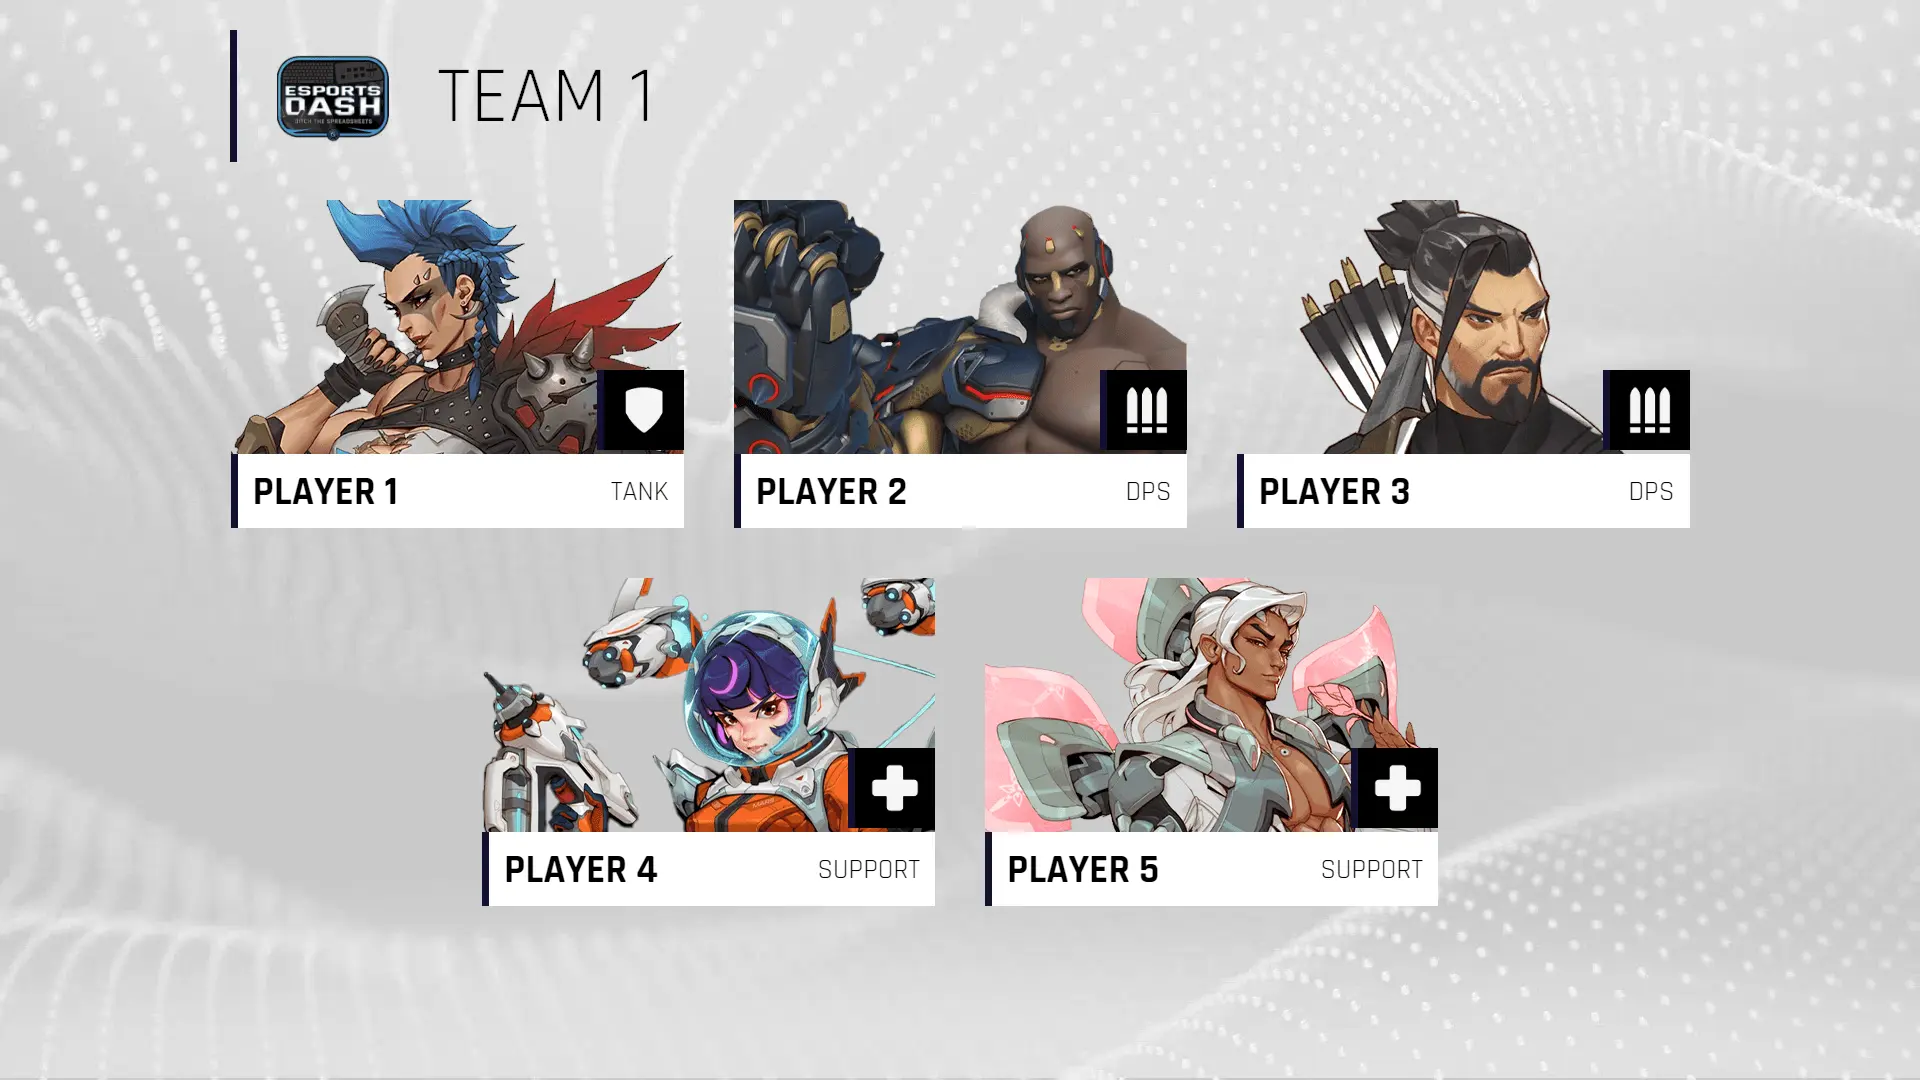 ESPORTS
DASH
DITCH THE SPREADSHEETS
TEAM 1
PLAYER 1
TANK
PLAYER 2
DPS
PLAYER 3
DPS
MARS
PLAYER 4
SUPPORT
PLAYER 5
SUPPORT